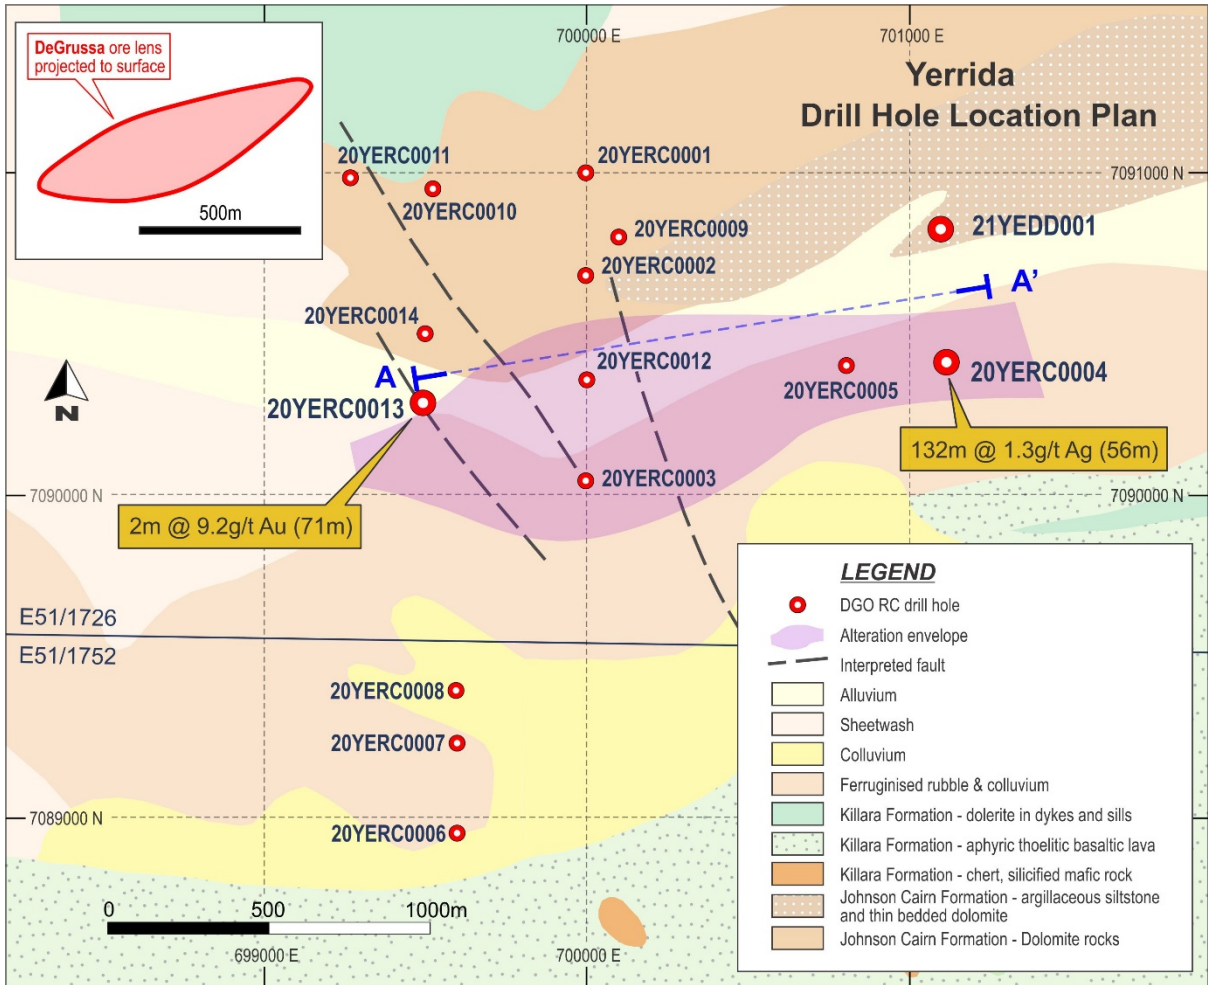 DeGrussa ore lens
projected to surface
500m
700000 E
701000 E
Yerrida
Drill Hole Location Plan
20YERC0011
20YERC0001
7091000 N
20YERC0010
20YERC0009
21YEDD001
20YERC0002
A'
20YERC0014
20YERC0012
A
20YERC0005
20YERC0004
20YERC0013
N
132m @ 1.3g/t Ag (56m)
20YERC0003
7090000 N
7090000 N
2m @ 9.2g/t Au (71m)
E51/1726
E51/1752
20YERC0008
20YERC0007
7089000 N
20YERC0006
0 500 1000m
699000 E
700000 E
LEGEND
DGO RC drill hole
Alteration envelope
Interpreted fault
Alluvium
Sheetwash
Colluvium
Ferruginised rubble & colluvium
Killara Formation - dolerite in dykes and sills
Killara Formation - aphyric thoelitic basaltic lava
Killara Formation - chert, silicified mafic rock
Johnson Cairn Formation - argillaceous siltstone
and thin bedded dolomite
Johnson Cairn Formation - Dolomite rocks